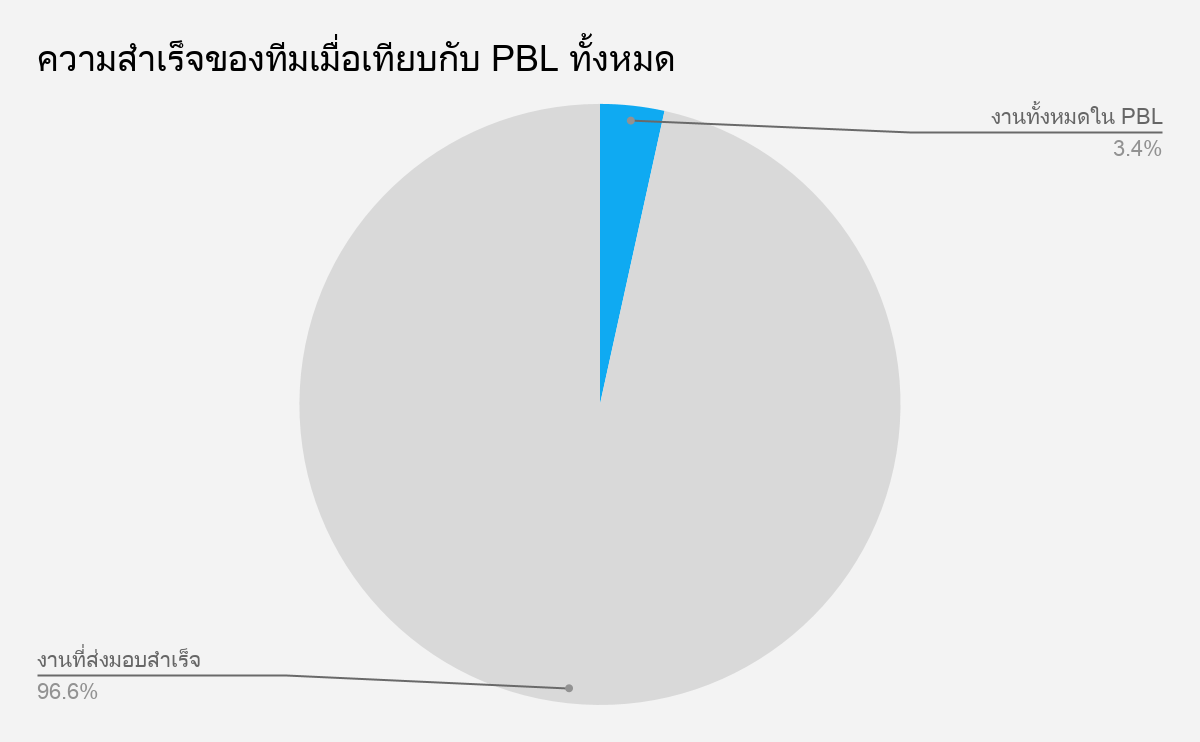 ความสำเร็จของทีมเมื่อเทียบกับ PBL ทั้งหมด
งานทั้งหมดใน PBL
3.4%
งานที่ส่งมอบสำเร็จ
96.6%